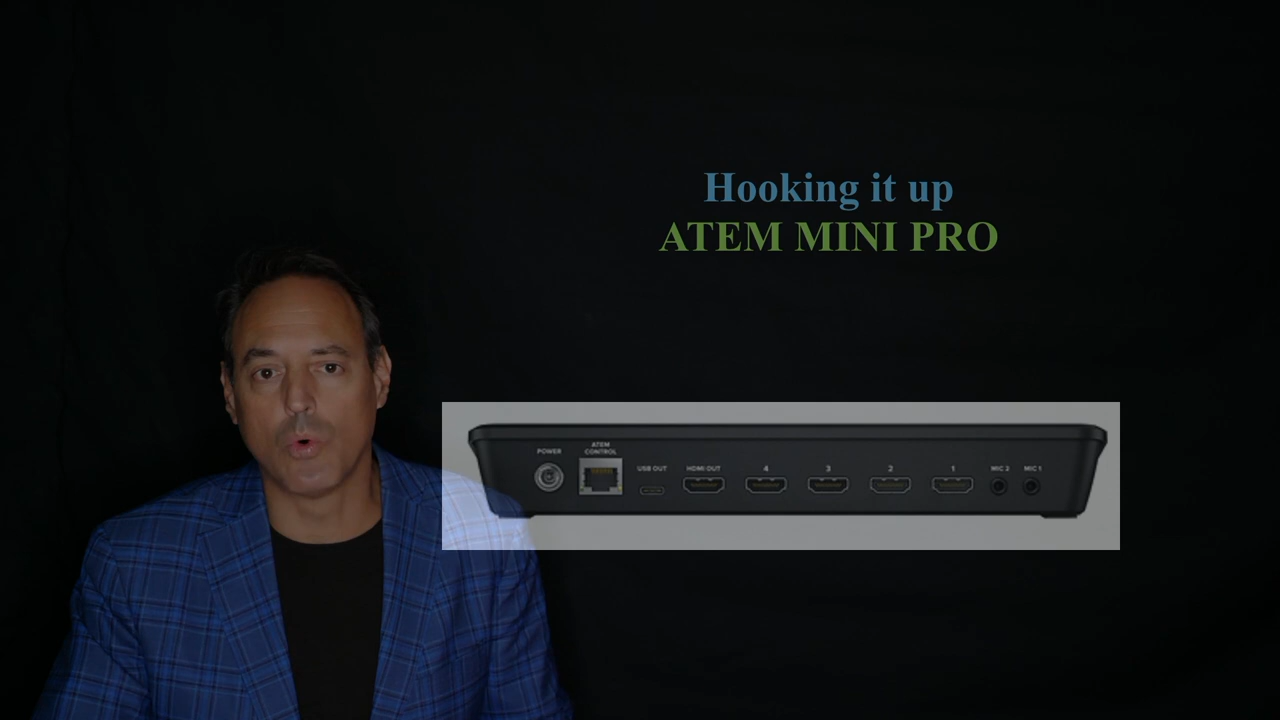 Hooking it up
ATEM MINI PRO
POWER
ATEM
CONTROL
USB OUT
HDMI OUT
4
3
2
1
MIC 2
MIC 1